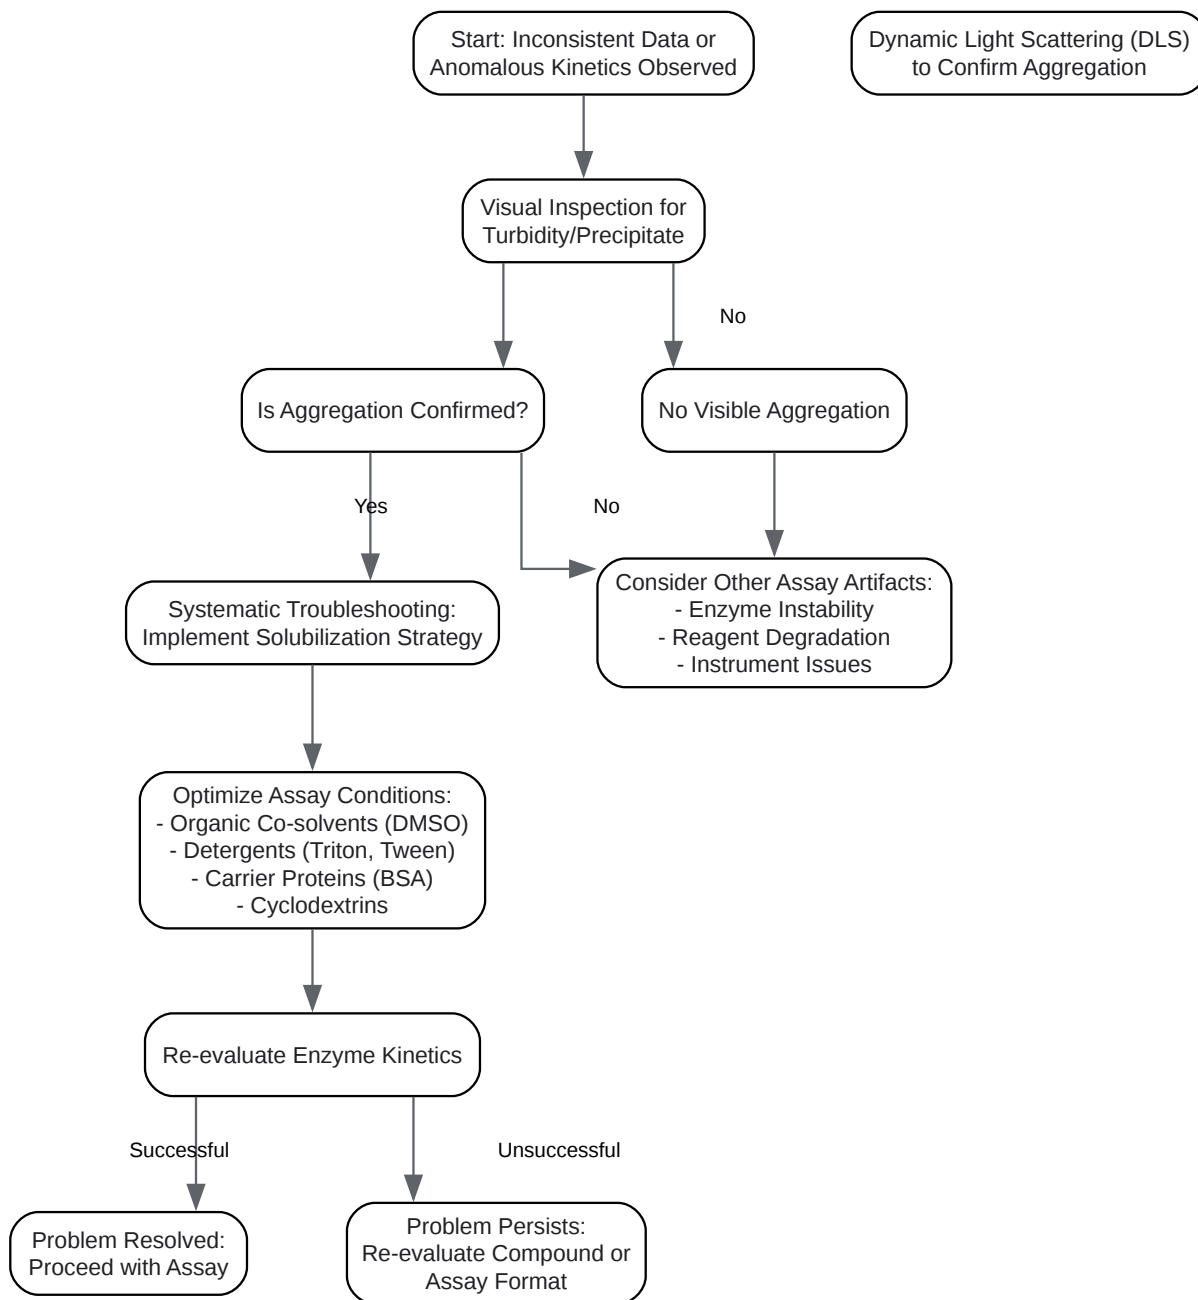 Start: Inconsistent Data or
Anomalous Kinetics Observed
Dynamic Light Scattering (DLS)
to Confirm Aggregation
Visual Inspection for
Turbidity/Precipitate
No
Is Aggregation Confirmed?
No Visible Aggregation
Yes
No
Consider Other Assay Artifacts:
- Enzyme Instability
- Reagent Degradation
- Instrument Issues
Systematic Troubleshooting:
Implement Solubilization Strategy
Optimize Assay Conditions:
- Organic Co-solvents (DMSO)
- Detergents (Triton, Tween)
- Carrier Proteins (BSA)
- Cyclodextrins
Re-evaluate Enzyme Kinetics
Successful
Unsuccessful
Problem Resolved:
Proceed with Assay
Problem Persists:
Re-evaluate Compound or
Assay Format